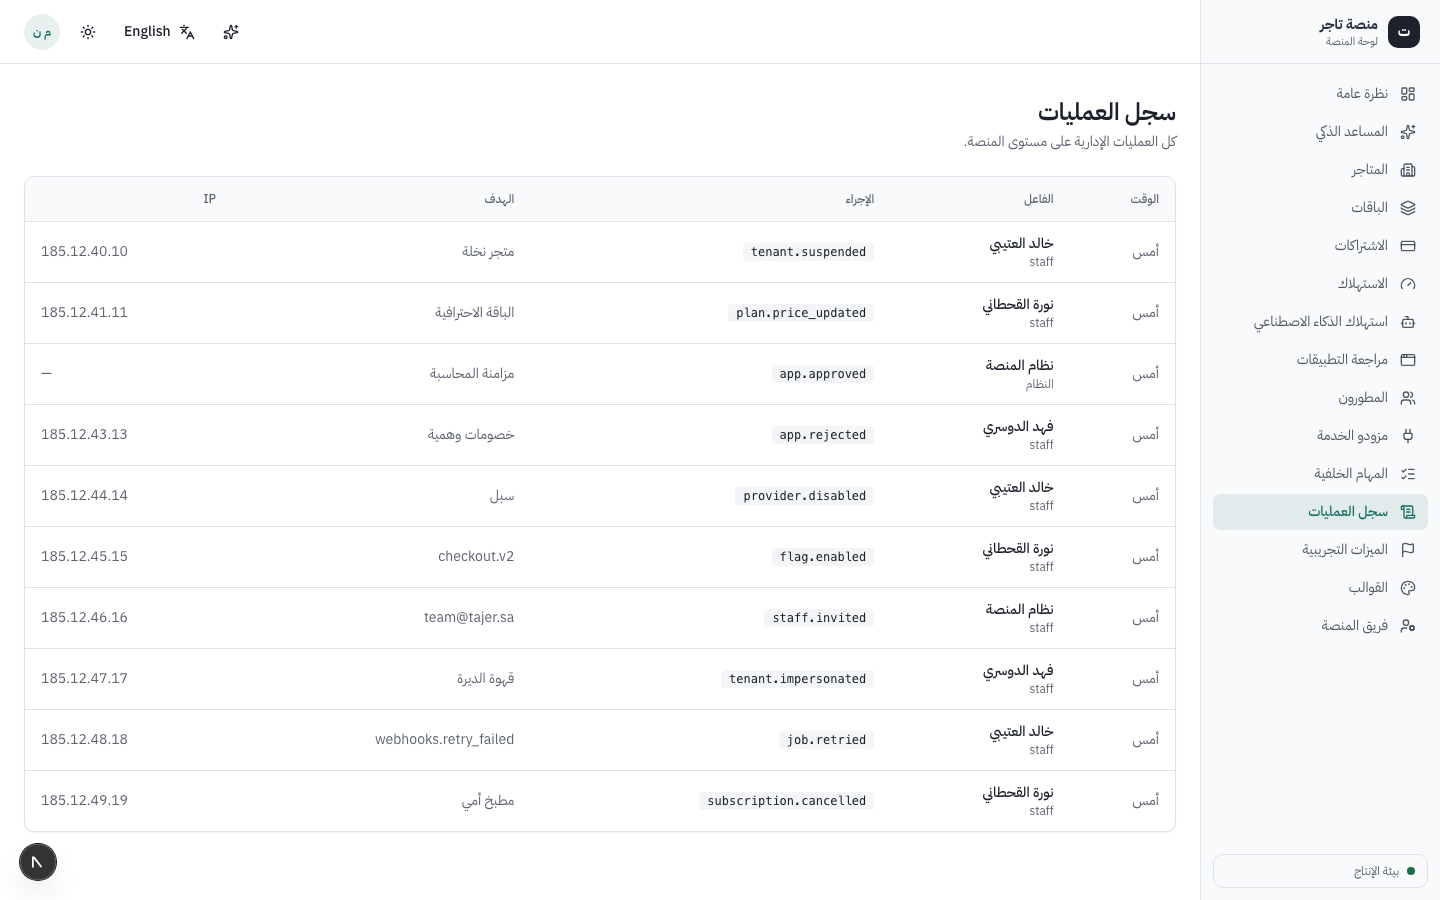 ت
منصة تاجر
لوحة المنصة
English
م ن
نظرة عامة
المساعد الذكي
المتاجر
الباقات
الاشتراكات
الاستهلاك
استهلاك الذكاء الاصطناعي
مراجعة التطبيقات
المطورون
مزودو الخدمة
المهام الخلفية
سجل العمليات
الميزات التجريبية
القوالب
فريق المنصة
بيئة الإنتاج
سجل العمليات
كل العمليات الإدارية على مستوى المنصة.
الوقت الفاعل الإجراء الهدف IP
أمس خالد العتيبي tenant.suspended متجر نخلة 185.12.40.10
staff
أمس نورة القحطاني plan.price_updated الباقة الاحترافية 185.12.41.11
staff
أمس نظام المنصة app.approved مزامنة المحاسبة —
النظام
أمس فهد الدوسري app.rejected خصومات وهمية 185.12.43.13
staff
أمس خالد العتيبي provider.disabled سبل 185.12.44.14
staff
أمس نورة القحطاني flag.enabled checkout.v2 185.12.45.15
staff
أمس نظام المنصة staff.invited team@tajer.sa 185.12.46.16
staff
أمس فهد الدوسري tenant.impersonated قهوة الديرة 185.12.47.17
staff
أمس خالد العتيبي job.retried webhooks.retry_failed 185.12.48.18
staff
أمس نورة القحطاني subscription.cancelled مطبخ أمي 185.12.49.19
staff